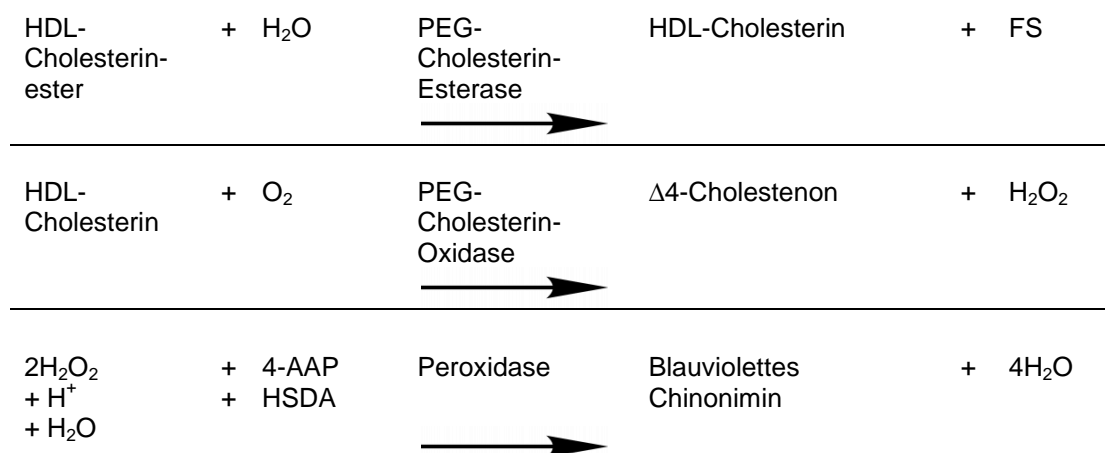 HDL- + H₂O PEG- HDL-Cholesterin + FS
Cholesterin- Cholesterin-
ester Esterase
HDL- + O₂ PEG- Δ4-Cholestenon + H₂O₂
Cholesterin Cholesterin-
Oxidase
2H₂O₂ + 4-AAP Peroxidase Blauviolettes + 4H₂O
+ H⁺ + HSDA Chinonimin
+ H₂O